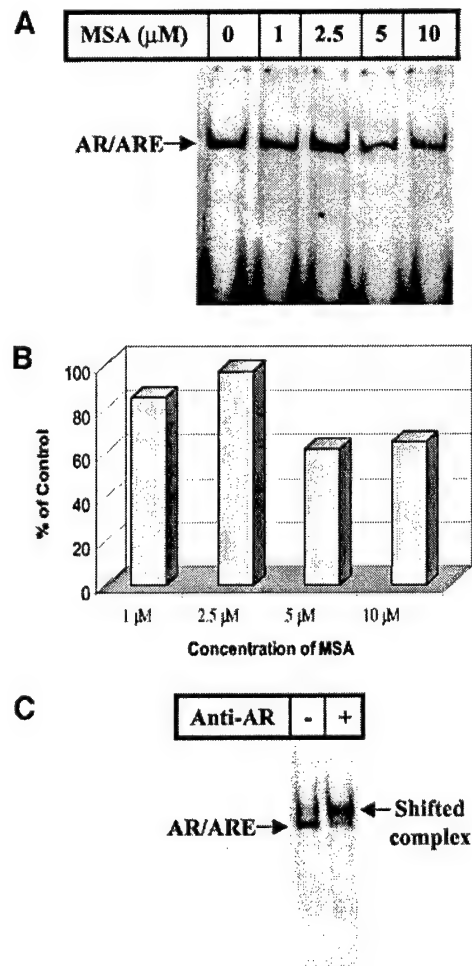 A
MSA (µM) 0 1 2.5 5 10
AR/ARE
B
% of Control
100
80
60
40
20
0
1 µM 2.5 µM 5 µM 10 µM
Concentration of MSA
C
Anti-AR - +
AR/ARE
Shifted
complex